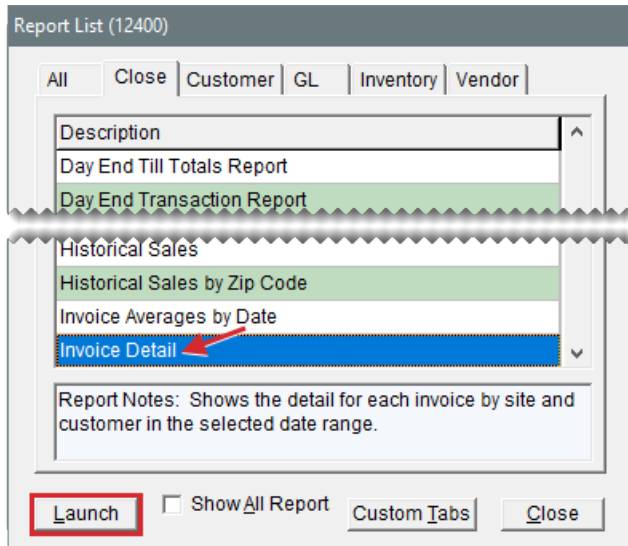 Report List (12400)
All Close Customer GL Inventory Vendor
Description
Day End Till Totals Report
Day End Transaction Report
Historical Sales
Historical Sales by Zip Code
Invoice Averages by Date
Invoice Detail
Report Notes: Shows the detail for each invoice by site and
customer in the selected date range.
Launch Show All Report Custom Tabs Close